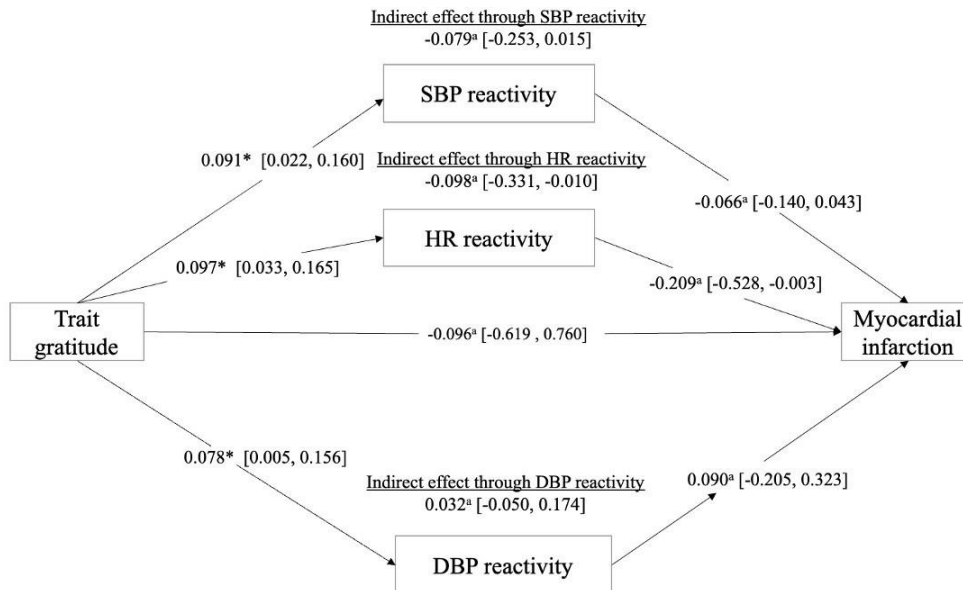 Indirect effect through SBP reactivity
-0.079ᵃ [-0.253, 0.015]
SBP reactivity
0.091* [0.022, 0.160]
Indirect effect through HR reactivity
-0.098ᵃ [-0.331, -0.010]
-0.066ᵃ [-0.140, 0.043]
HR reactivity
0.097* [0.033, 0.165]
-0.209ᵃ [-0.528, -0.003]
Trait
gratitude
-0.096ᵃ [-0.619 , 0.760]
Myocardial
infarction
0.078* [0.005, 0.156]
Indirect effect through DBP reactivity
0.032ᵃ [-0.050, 0.174]
0.090ᵃ [-0.205, 0.323]
DBP reactivity